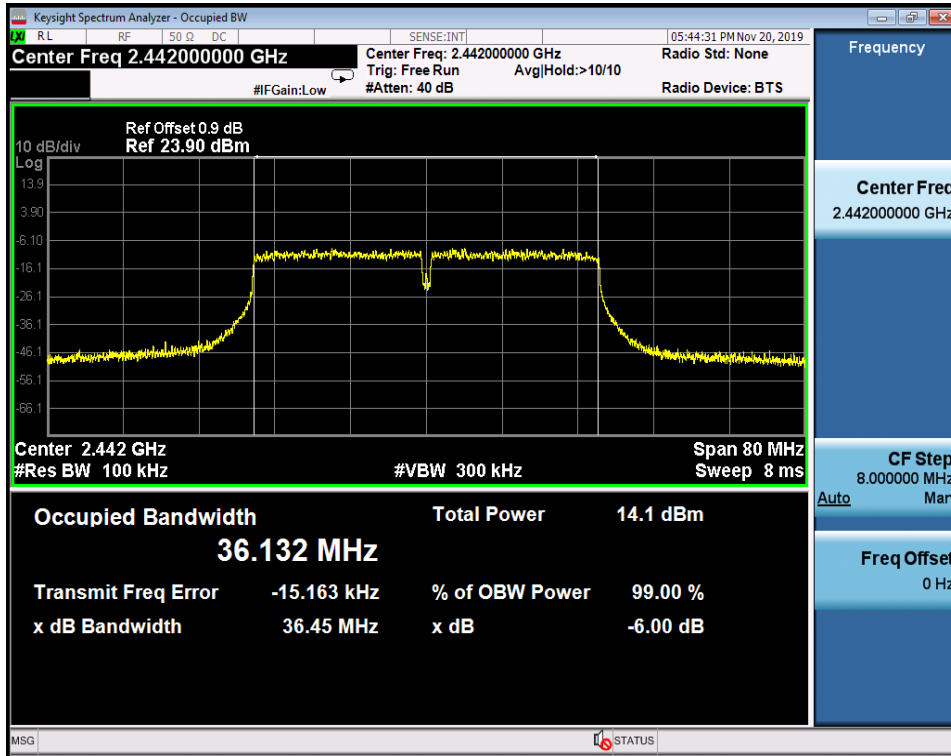 Keysight Spectrum Analyzer - Occupied BW
LXI RL RF 50 Ω DC SENSE:INT 05:44:31 PM Nov 20, 2019
Center Freq 2.442000000 GHz
Center Freq: 2.442000000 GHz Radio Std: None
Trig: Free Run Avg|Hold:>10/10
#IFGain:Low #Atten: 40 dB Radio Device: BTS
Frequency
Ref Offset 0.9 dB
10 dB/div Ref 23.90 dBm
Log
13.9
3.90
-6.10
-16.1
-26.1
-36.1
-46.1
-56.1
-66.1
Center 2.442 GHz Span 80 MHz
#Res BW 100 kHz #VBW 300 kHz Sweep 8 ms
Center Freq
2.442000000 GHz
CF Step
8.000000 MHz
Auto Man
Freq Offset
0 Hz
Occupied Bandwidth Total Power 14.1 dBm
36.132 MHz
Transmit Freq Error -15.163 kHz % of OBW Power 99.00 %
x dB Bandwidth 36.45 MHz x dB -6.00 dB
MSG STATUS